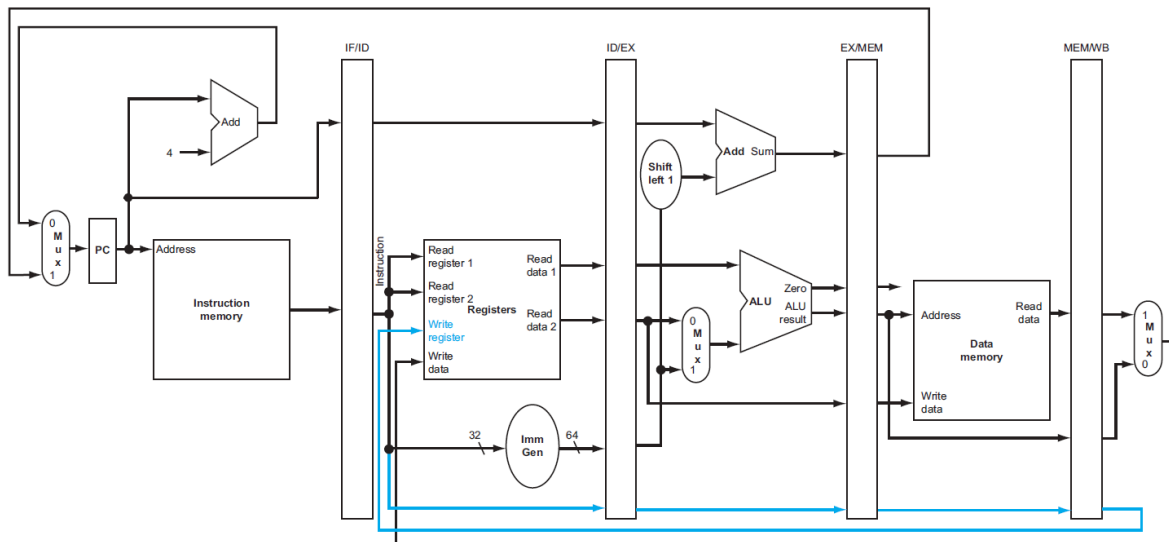 IF/ID
ID/EX
EX/MEM
MEM/WB
Add
4
Add Sum
Shift
left 1
0
M
u
x
1
PC
Address
Instruction
memory
Instruction
Read
register 1
Read
register 2
Write
register
Write
data
Registers
Read
data 1
Read
data 2
0
M
u
x
1
Zero
ALU
ALU
result
Address
Write
data
Data
memory
Read
data
1
M
u
x
0
32
Imm
Gen
64